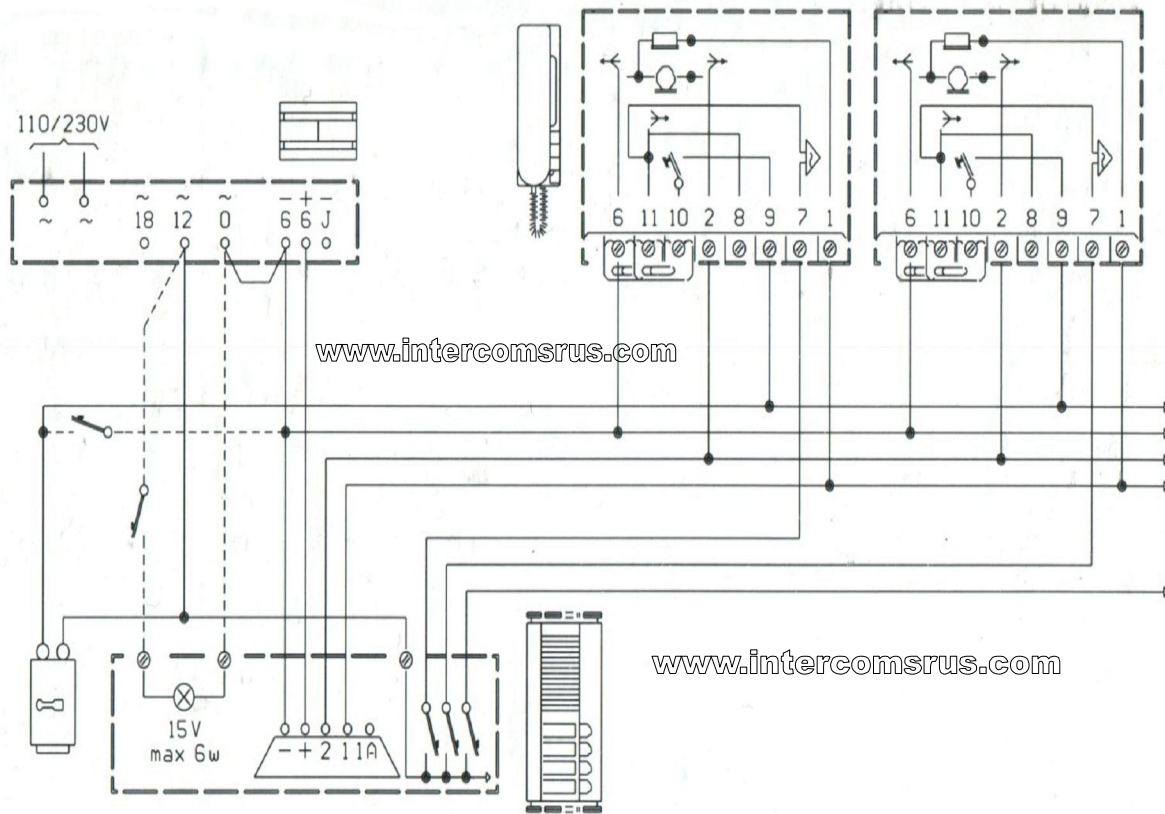 110/230V
~ ~ ~ ~ ~ - + -
18 12 0 6 6 J
6 11 10 2 8 9 7 1
6 11 10 2 8 9 7 1
www.intercomsrus.com
www.intercomsrus.com
15V
max 6w
- + 2 1 1A